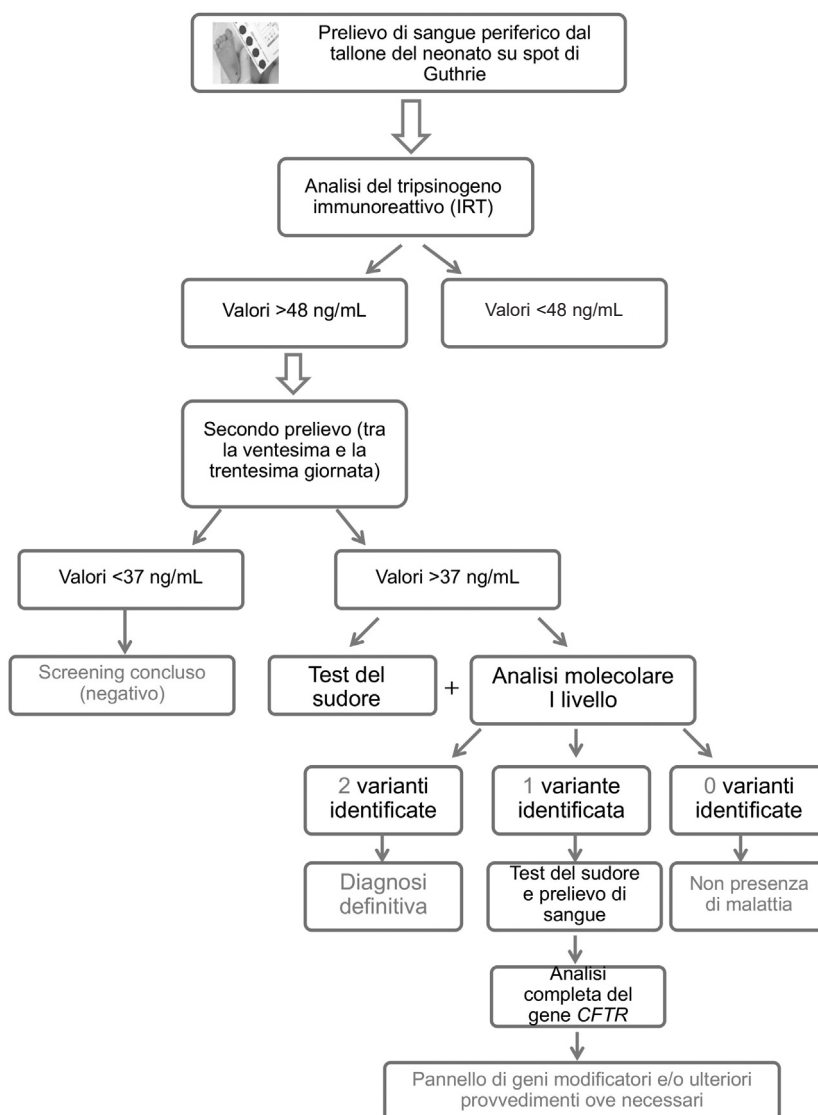 Prelievo di sangue periferico dal
tallone del neonato su spot di
Guthrie
Analisi del tripsinogeno
immunoreattivo (IRT)
Valori >48 ng/mL
Valori <48 ng/mL
Secondo prelievo (tra
la ventesima e la
trentesima giornata)
Valori <37 ng/mL
Valori >37 ng/mL
Screening concluso
(negativo)
Test del
sudore
+
Analisi molecolare
I livello
2 varianti
identificate
1 variante
identificata
0 varianti
identificate
Diagnosi
definitiva
Test del sudore
e prelievo di
sangue
Non presenza
di malattia
Analisi
completa del
gene CFTR
Pannello di geni modificatori e/o ulteriori
provvedimenti ove necessari